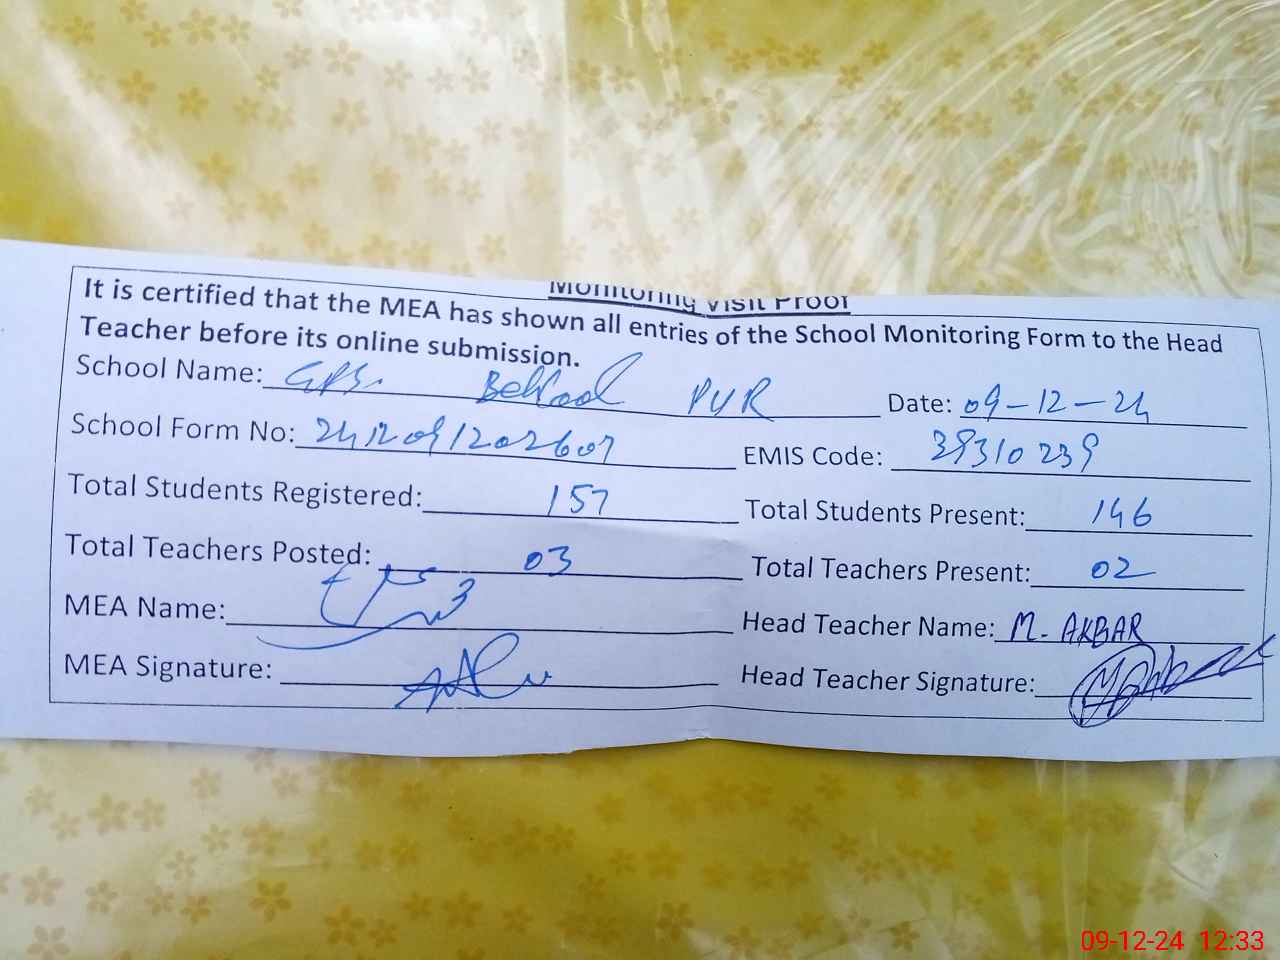 Monitoring Visit Proof
It is certified that the MEA has shown all entries of the School Monitoring Form to the Head
Teacher before its online submission.
School Name: GPS. PUR Date: 09-12-24
School Form No: EMIS Code:
Total Students Registered: 157 Total Students Present: 146
Total Teachers Posted: 03 Total Teachers Present: 02
MEA Name: Head Teacher Name: M. AKBAR
MEA Signature: Head Teacher Signature:
09-12-24 12:33